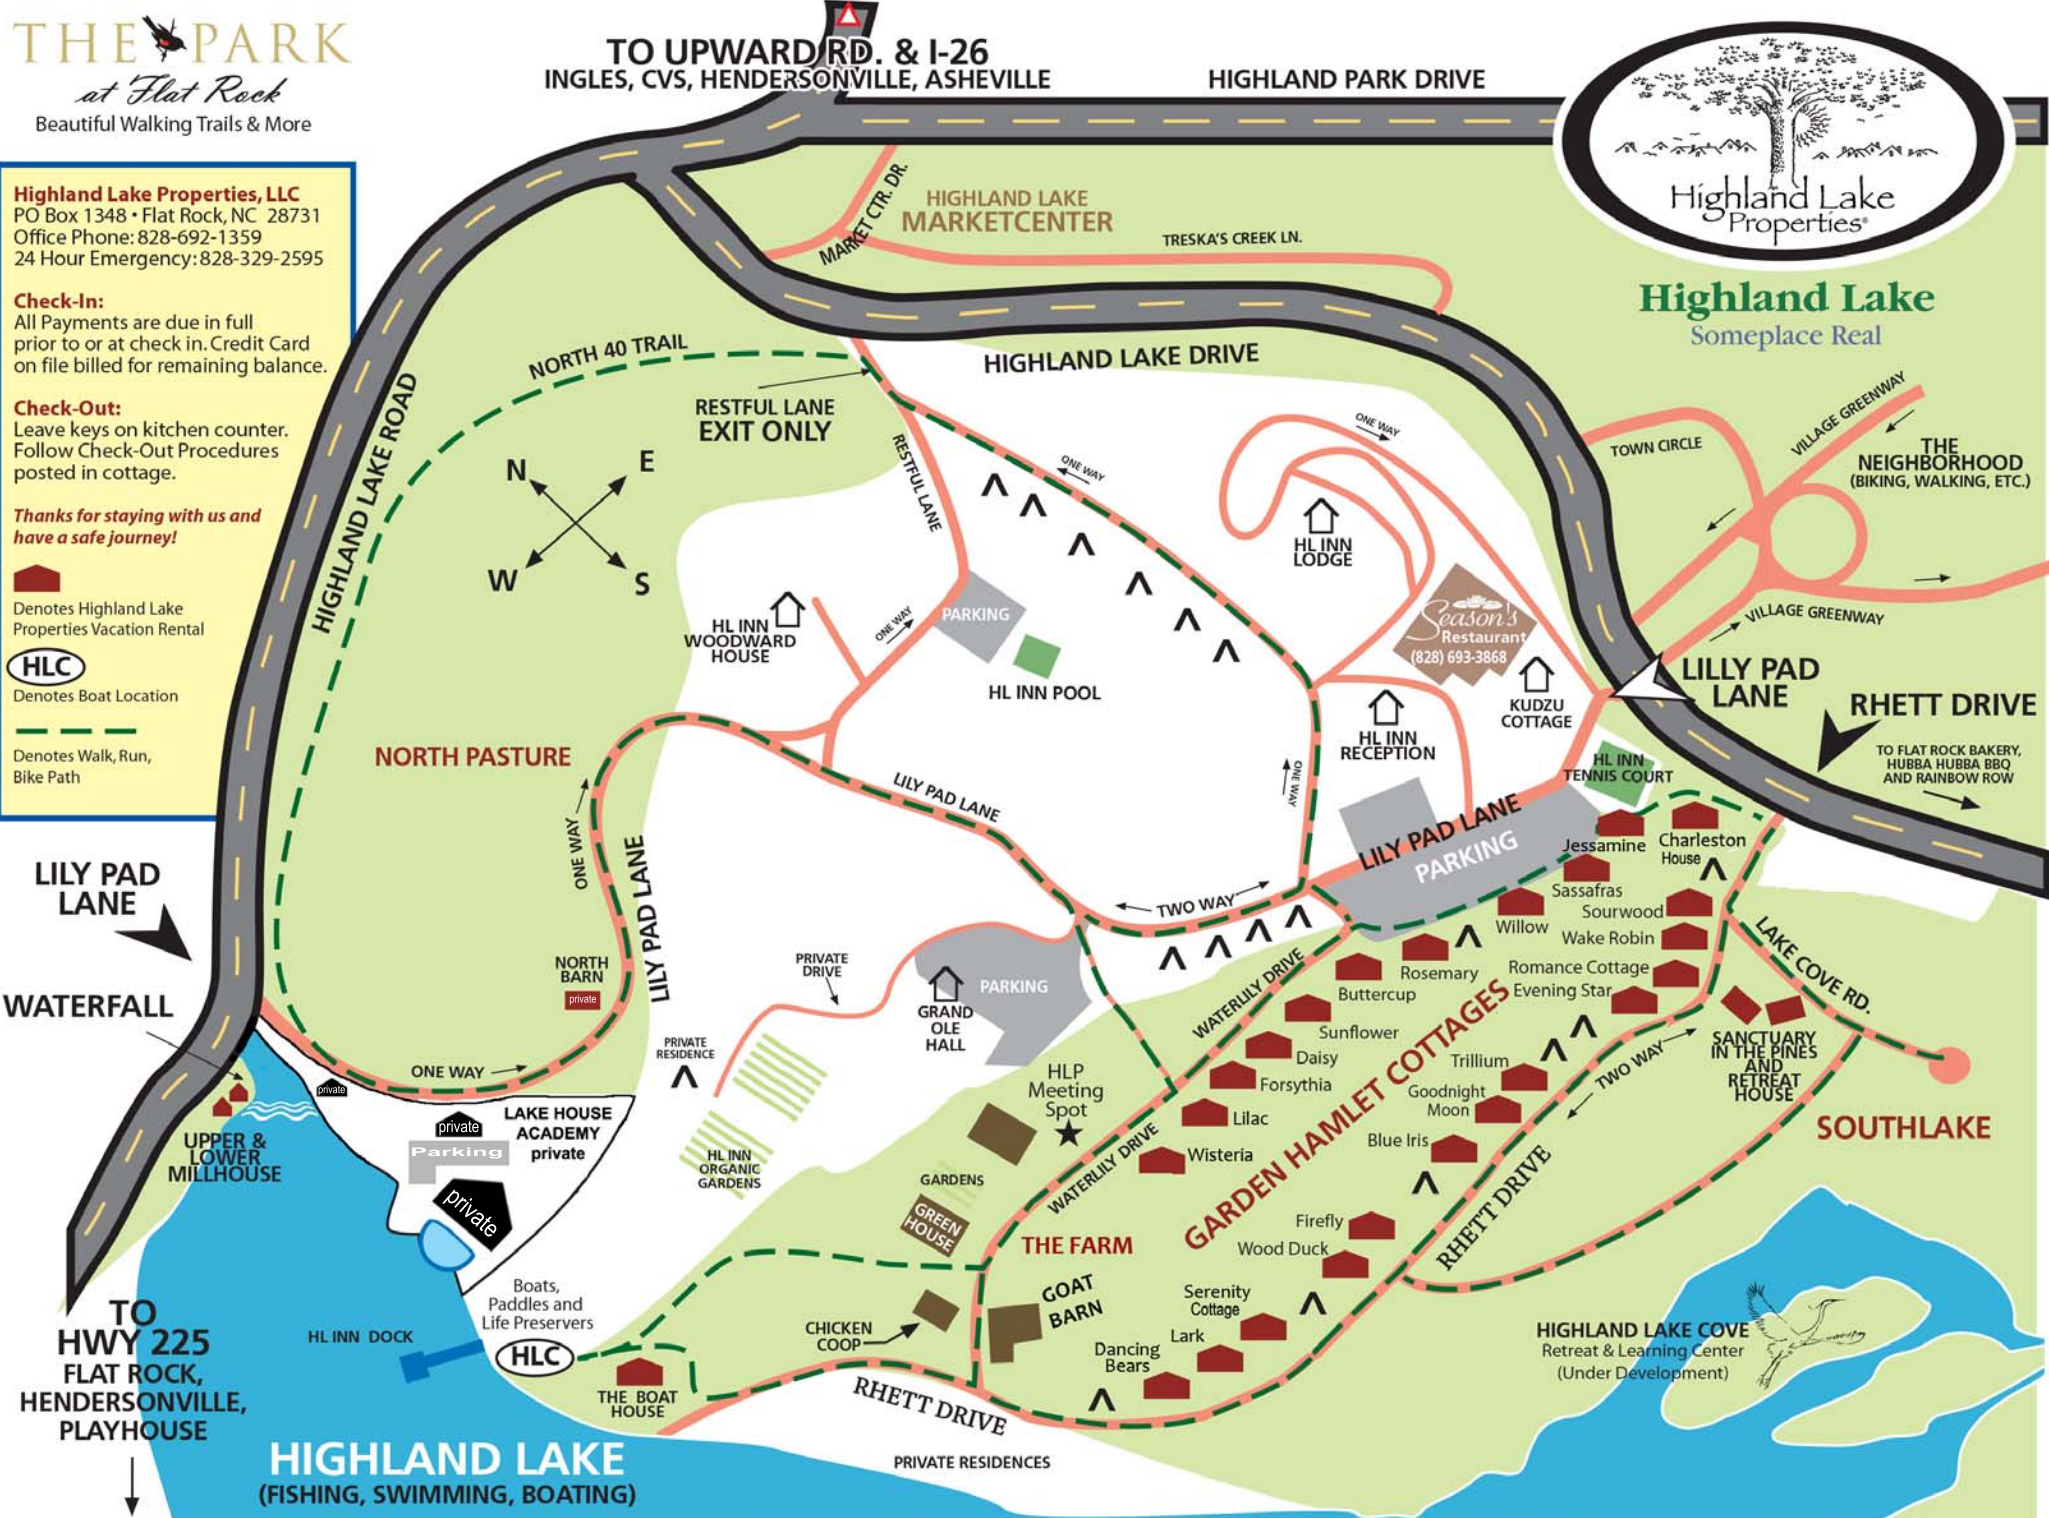 THE PARK
at Flat Rock
Beautiful Walking Trails & More
TO UPWARD RD. & I-26
INGLES, CVS, HENDERSONVILLE, ASHEVILLE
HIGHLAND PARK DRIVE
Highland Lake
Properties®
Highland Lake
Someplace Real
Highland Lake Properties, LLC
PO Box 1348 • Flat Rock, NC 28731
Office Phone: 828-692-1359
24 Hour Emergency: 828-329-2595
Check-In:
All Payments are due in full
prior to or at check in. Credit Card
on file billed for remaining balance.
Check-Out:
Leave keys on kitchen counter.
Follow Check-Out Procedures
posted in cottage.
Thanks for staying with us and
have a safe journey!
Denotes Highland Lake
Properties Vacation Rental
HLC
Denotes Boat Location
Denotes Walk, Run,
Bike Path
MARKET CTR. DR.
HIGHLAND LAKE
MARKETCENTER
TRESKA'S CREEK LN.
NORTH 40 TRAIL
HIGHLAND LAKE DRIVE
HIGHLAND LAKE ROAD
RESTFUL LANE
EXIT ONLY
RESTFUL LANE
N
E
W
S
ONE WAY
ONE WAY
TOWN CIRCLE
VILLAGE GREENWAY
THE
NEIGHBORHOOD
(BIKING, WALKING, ETC.)
VILLAGE GREENWAY
HL INN
LODGE
Season's
Restaurant
(828) 693-3868
KUDZU
COTTAGE
LILLY PAD
LANE
RHETT DRIVE
TO FLAT ROCK BAKERY,
HUBBA HUBBA BBQ
AND RAINBOW ROW
HL INN
WOODWARD
HOUSE
ONE WAY
PARKING
HL INN POOL
HL INN
RECEPTION
HL INN
TENNIS COURT
NORTH PASTURE
LILY PAD LANE
ONE WAY
ONE WAY
LILY PAD LANE
LILY PAD LANE
PARKING
TWO WAY
LILY PAD
LANE
WATERFALL
NORTH
BARN
private
PRIVATE
DRIVE
PRIVATE
RESIDENCE
GRAND
OLE
HALL
PARKING
ONE WAY
private
LAKE HOUSE
ACADEMY
private
private
Parking
private
UPPER &
LOWER
MILLHOUSE
HL INN
ORGANIC
GARDENS
HLP
Meeting
Spot
GARDENS
GREEN
HOUSE
WATERLILY DRIVE
WATERLILY DRIVE
THE FARM
GOAT
BARN
CHICKEN
COOP
Jessamine
Charleston
House
Sassafras
Willow
Sourwood
Wake Robin
Rosemary
Romance Cottage
Buttercup
Evening Star
Sunflower
Daisy
Trillium
Forsythia
Goodnight
Moon
Lilac
Blue Iris
Wisteria
Firefly
Wood Duck
Serenity
Cottage
Lark
Dancing
Bears
GARDEN HAMLET COTTAGES
LAKE COVE RD.
SANCTUARY
IN THE PINES
AND
RETREAT
HOUSE
TWO WAY
SOUTHLAKE
RHETT DRIVE
HIGHLAND LAKE COVE
Retreat & Learning Center
(Under Development)
Boats,
Paddles and
Life Preservers
HL INN DOCK
HLC
THE BOAT
HOUSE
RHETT DRIVE
PRIVATE RESIDENCES
TO
HWY 225
FLAT ROCK,
HENDERSONVILLE,
PLAYHOUSE
HIGHLAND LAKE
(FISHING, SWIMMING, BOATING)